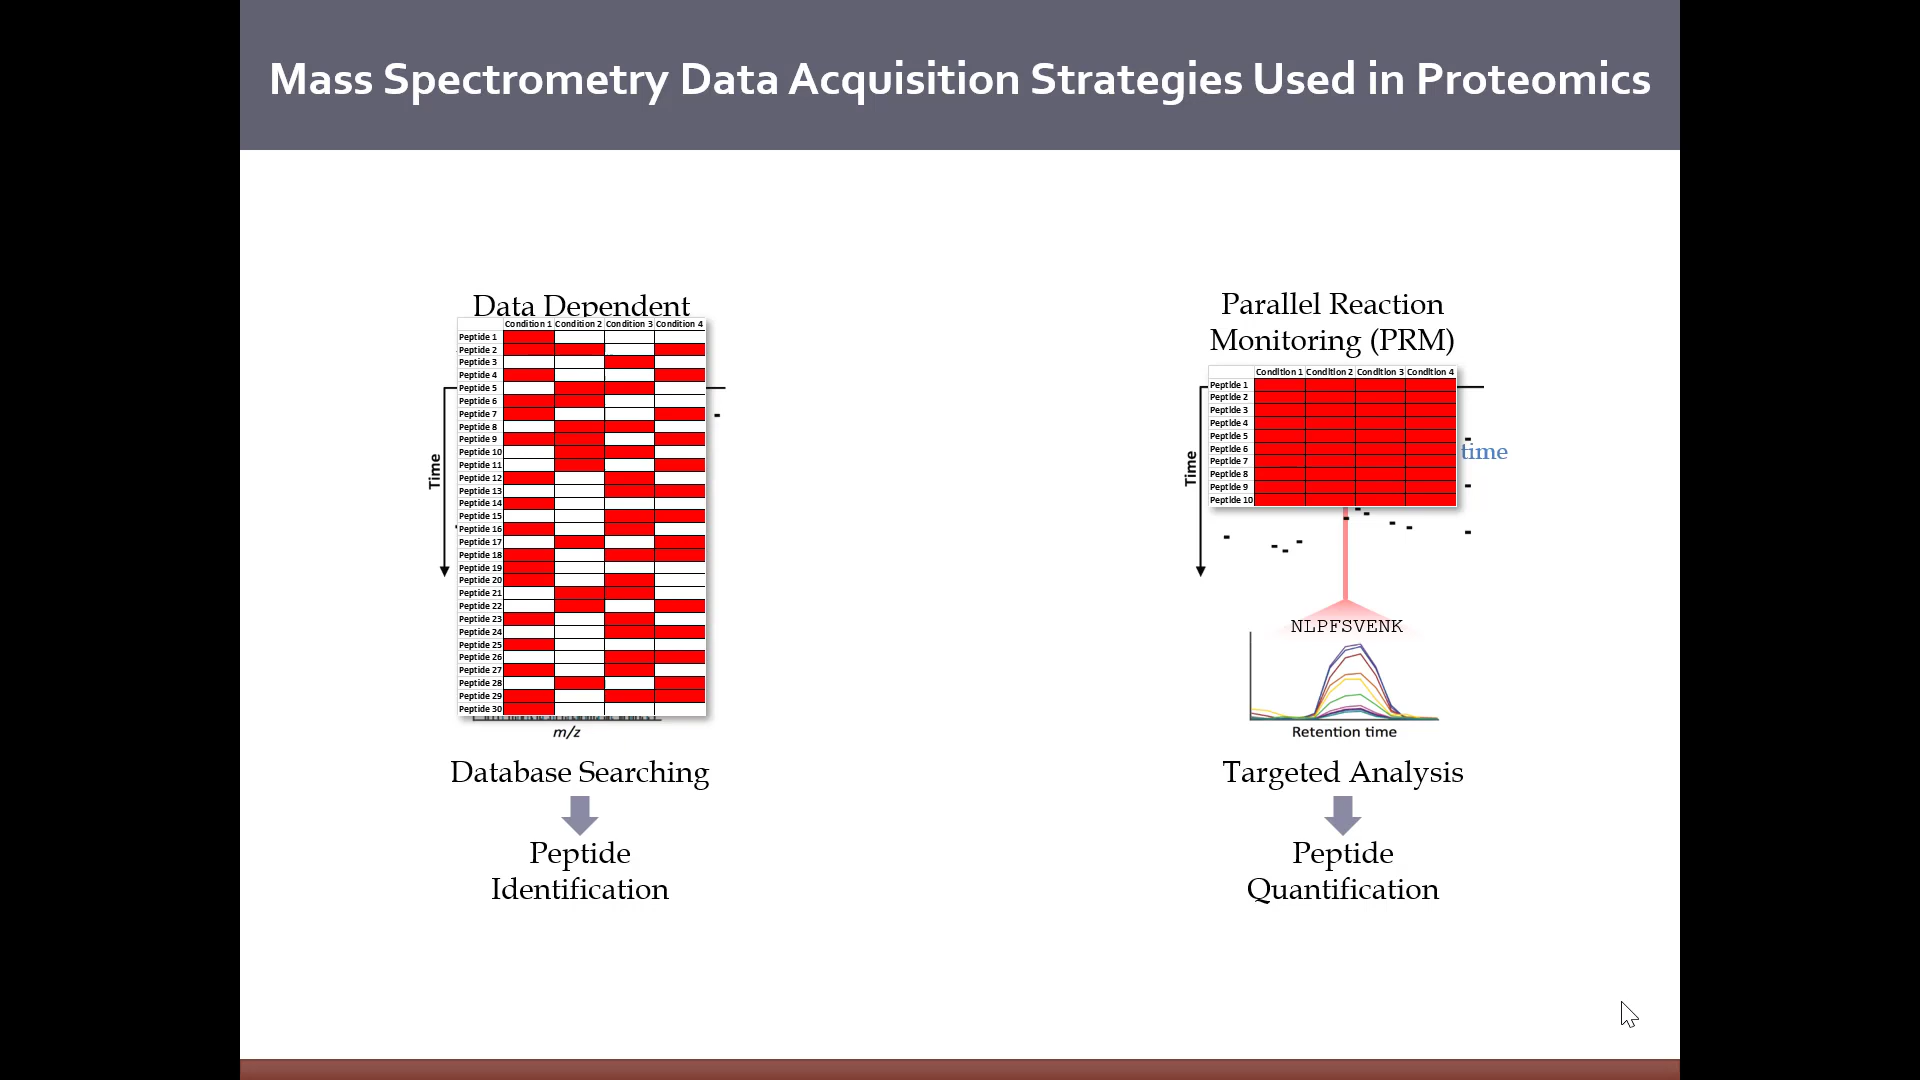 Mass Spectrometry Data Acquisition Strategies Used in Proteomics
Data Dependent
Condition 1 Condition 2 Condition 3 Condition 4
Peptide 1
Peptide 2
Peptide 3
Peptide 4
Peptide 5
Peptide 6
Peptide 7
Peptide 8
Peptide 9
Peptide 10
Peptide 11
Peptide 12
Peptide 13
Peptide 14
Peptide 15
Peptide 16
Peptide 17
Peptide 18
Peptide 19
Peptide 20
Peptide 21
Peptide 22
Peptide 23
Peptide 24
Peptide 25
Peptide 26
Peptide 27
Peptide 28
Peptide 29
Peptide 30
Time
m/z
Database Searching
Peptide
Identification
Parallel Reaction
Monitoring (PRM)
Condition 1 Condition 2 Condition 3 Condition 4
Peptide 1
Peptide 2
Peptide 3
Peptide 4
Peptide 5
Peptide 6
Peptide 7
Peptide 8
Peptide 9
Peptide 10
Time
time
NLPFSVENK
Retention time
Targeted Analysis
Peptide
Quantification